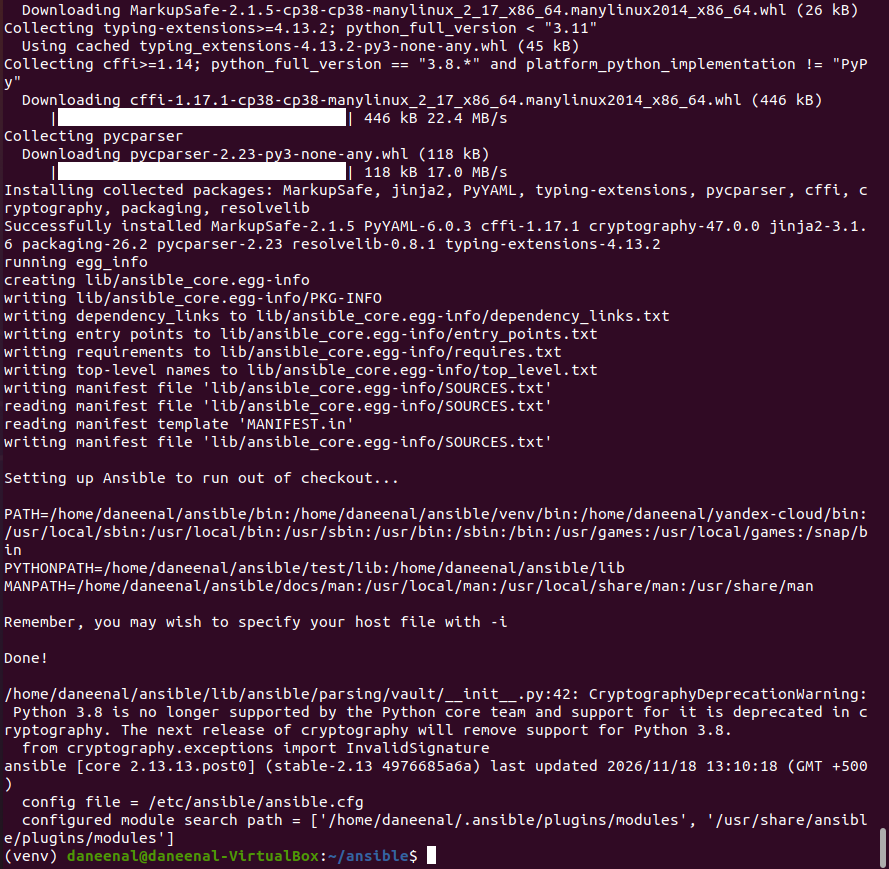 Downloading MarkupSafe-2.1.5-cp38-cp38-manylinux_2_17_x86_64.manylinux2014_x86_64.whl (26 kB)
Collecting typing-extensions>=4.13.2; python_full_version < "3.11"
  Using cached typing_extensions-4.13.2-py3-none-any.whl (45 kB)
Collecting cffi>=1.14; python_full_version == "3.8.*" and platform_python_implementation != "PyP
y"
  Downloading cffi-1.17.1-cp38-cp38-manylinux_2_17_x86_64.manylinux2014_x86_64.whl (446 kB)
     | | 446 kB 22.4 MB/s
Collecting pycparser
  Downloading pycparser-2.23-py3-none-any.whl (118 kB)
     | | 118 kB 17.0 MB/s
Installing collected packages: MarkupSafe, jinja2, PyYAML, typing-extensions, pycparser, cffi, c
ryptography, packaging, resolvelib
Successfully installed MarkupSafe-2.1.5 PyYAML-6.0.3 cffi-1.17.1 cryptography-47.0.0 jinja2-3.1.
6 packaging-26.2 pycparser-2.23 resolvelib-0.8.1 typing-extensions-4.13.2
running egg_info
creating lib/ansible_core.egg-info
writing lib/ansible_core.egg-info/PKG-INFO
writing dependency_links to lib/ansible_core.egg-info/dependency_links.txt
writing entry points to lib/ansible_core.egg-info/entry_points.txt
writing requirements to lib/ansible_core.egg-info/requires.txt
writing top-level names to lib/ansible_core.egg-info/top_level.txt
writing manifest file 'lib/ansible_core.egg-info/SOURCES.txt'
reading manifest file 'lib/ansible_core.egg-info/SOURCES.txt'
reading manifest template 'MANIFEST.in'
writing manifest file 'lib/ansible_core.egg-info/SOURCES.txt'

Setting up Ansible to run out of checkout...

PATH=/home/daneenal/ansible/bin:/home/daneenal/ansible/venv/bin:/home/daneenal/yandex-cloud/bin:
/usr/local/sbin:/usr/local/bin:/usr/sbin:/usr/bin:/sbin:/bin:/usr/games:/usr/local/games:/snap/b
in
PYTHONPATH=/home/daneenal/ansible/test/lib:/home/daneenal/ansible/lib
MANPATH=/home/daneenal/ansible/docs/man:/usr/local/man:/usr/local/share/man:/usr/share/man

Remember, you may wish to specify your host file with -i

Done!

/home/daneenal/ansible/lib/ansible/parsing/vault/__init__.py:42: CryptographyDeprecationWarning:
 Python 3.8 is no longer supported by the Python core team and support for it is deprecated in c
ryptography. The next release of cryptography will remove support for Python 3.8.
  from cryptography.exceptions import InvalidSignature
ansible [core 2.13.13.post0] (stable-2.13 4976685a6a) last updated 2026/11/18 13:10:18 (GMT +500
)
  config file = /etc/ansible/ansible.cfg
  configured module search path = ['/home/daneenal/.ansible/plugins/modules', '/usr/share/ansibl
e/plugins/modules']
(venv) daneenal@daneenal-VirtualBox:~/ansible$